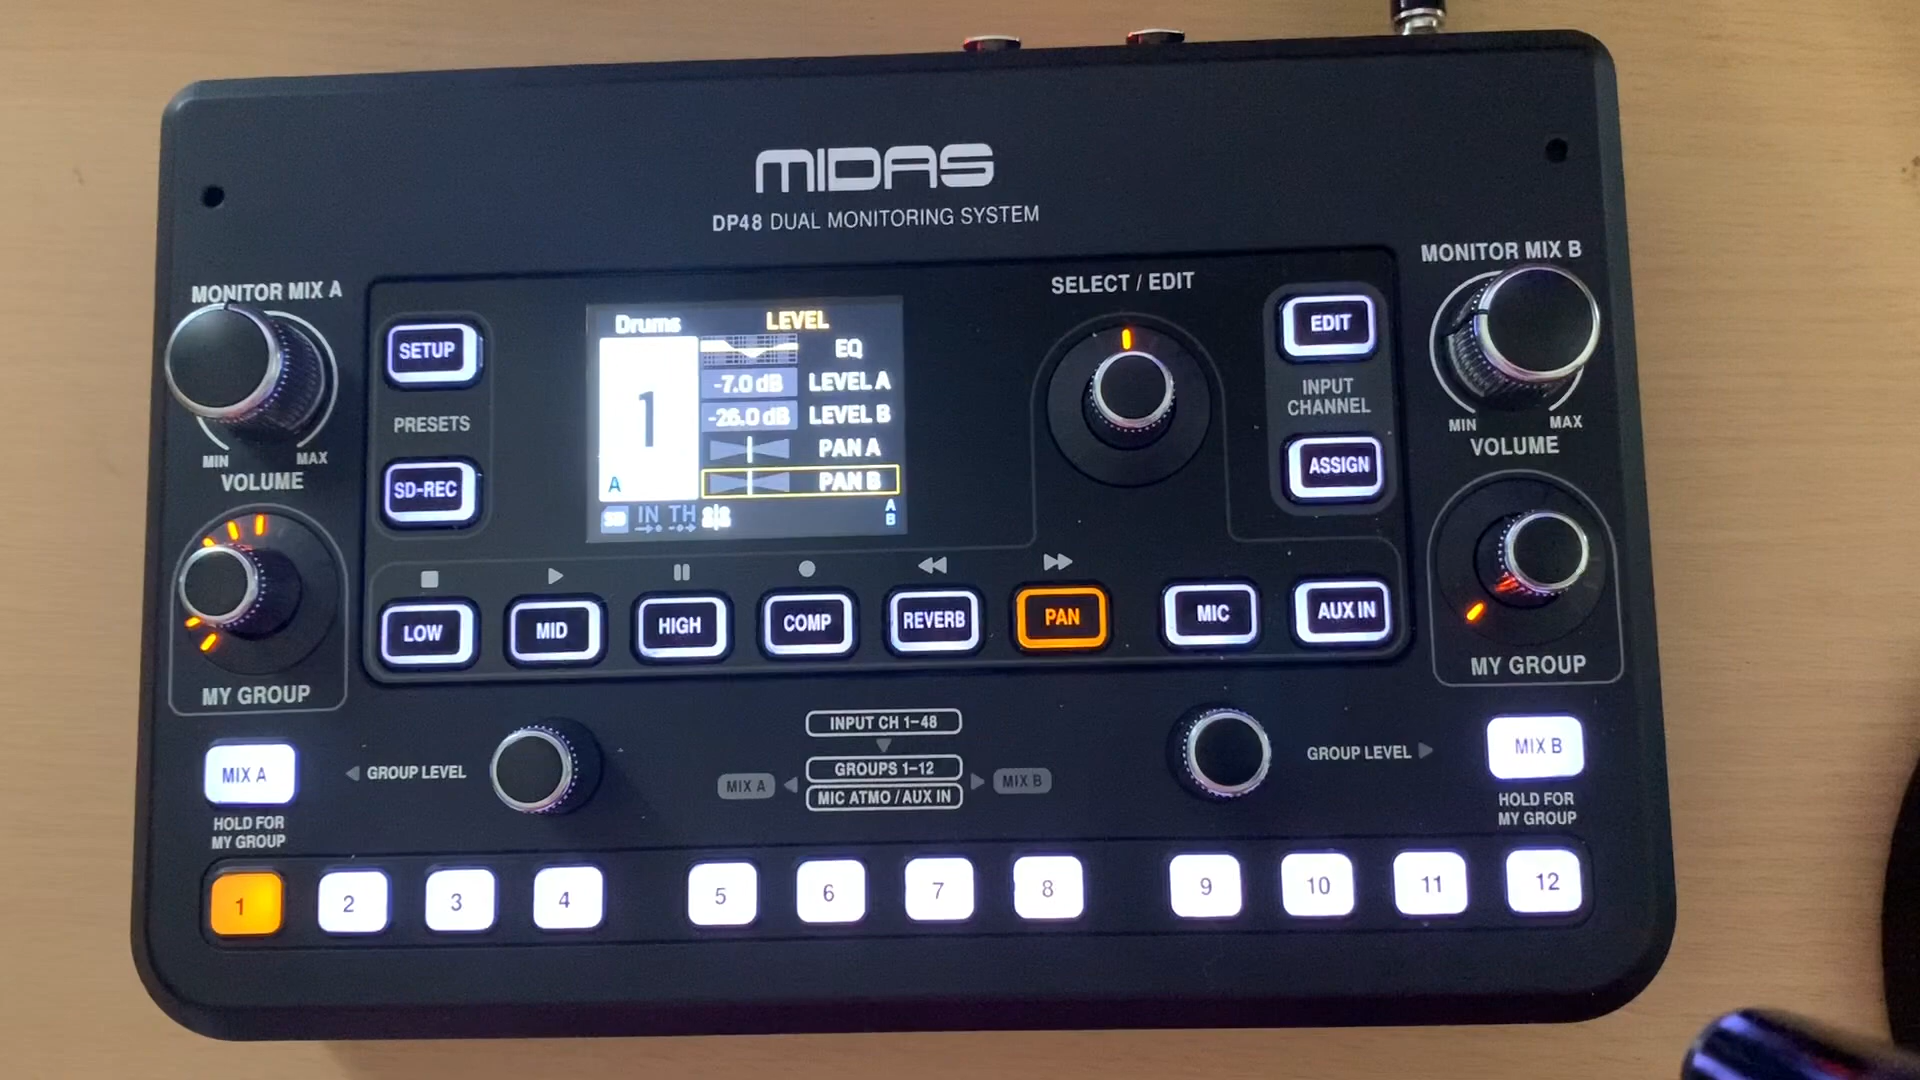 MIDAS
DP48 DUAL MONITORING SYSTEM
MONITOR MIX A
MIN MAX
VOLUME
MY GROUP
SETUP
PRESETS
SD-REC
Drums LEVEL
1
A
EQ
-7.0 dB LEVEL A
-26.0 dB LEVEL B
PAN A
PAN B
SD IN TH
A
B
SELECT / EDIT
EDIT
INPUT
CHANNEL
ASSIGN
MONITOR MIX B
MIN MAX
VOLUME
MY GROUP
LOW MID HIGH COMP REVERB PAN MIC AUX IN
MIX A
HOLD FOR
MY GROUP
GROUP LEVEL
INPUT CH 1-48
MIX A GROUPS 1-12 MIX B
MIC ATMO / AUX IN
GROUP LEVEL
MIX B
HOLD FOR
MY GROUP
1 2 3 4 5 6 7 8 9 10 11 12